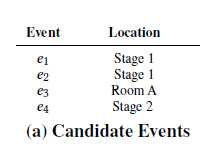 Event Location
e1 Stage 1
e2 Stage 1
e3 Room A
e4 Stage 2
(a) Candidate Events